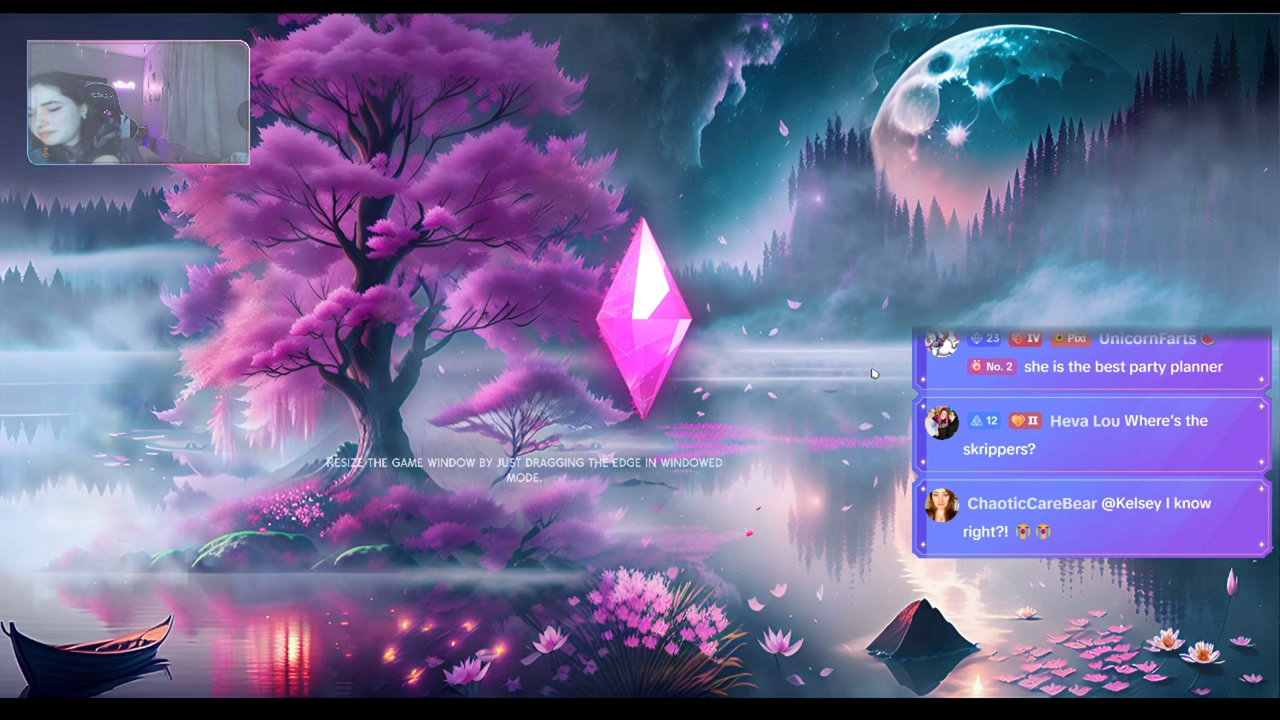 23 IV Pixi UnicornFarts
No. 2 she is the best party planner
12 II Heva Lou Where's the
skrippers?
ChaoticCareBear @Kelsey I know
right?!
RESIZE THE GAME WINDOW BY JUST DRAGGING THE EDGE IN WINDOWED
MODE.